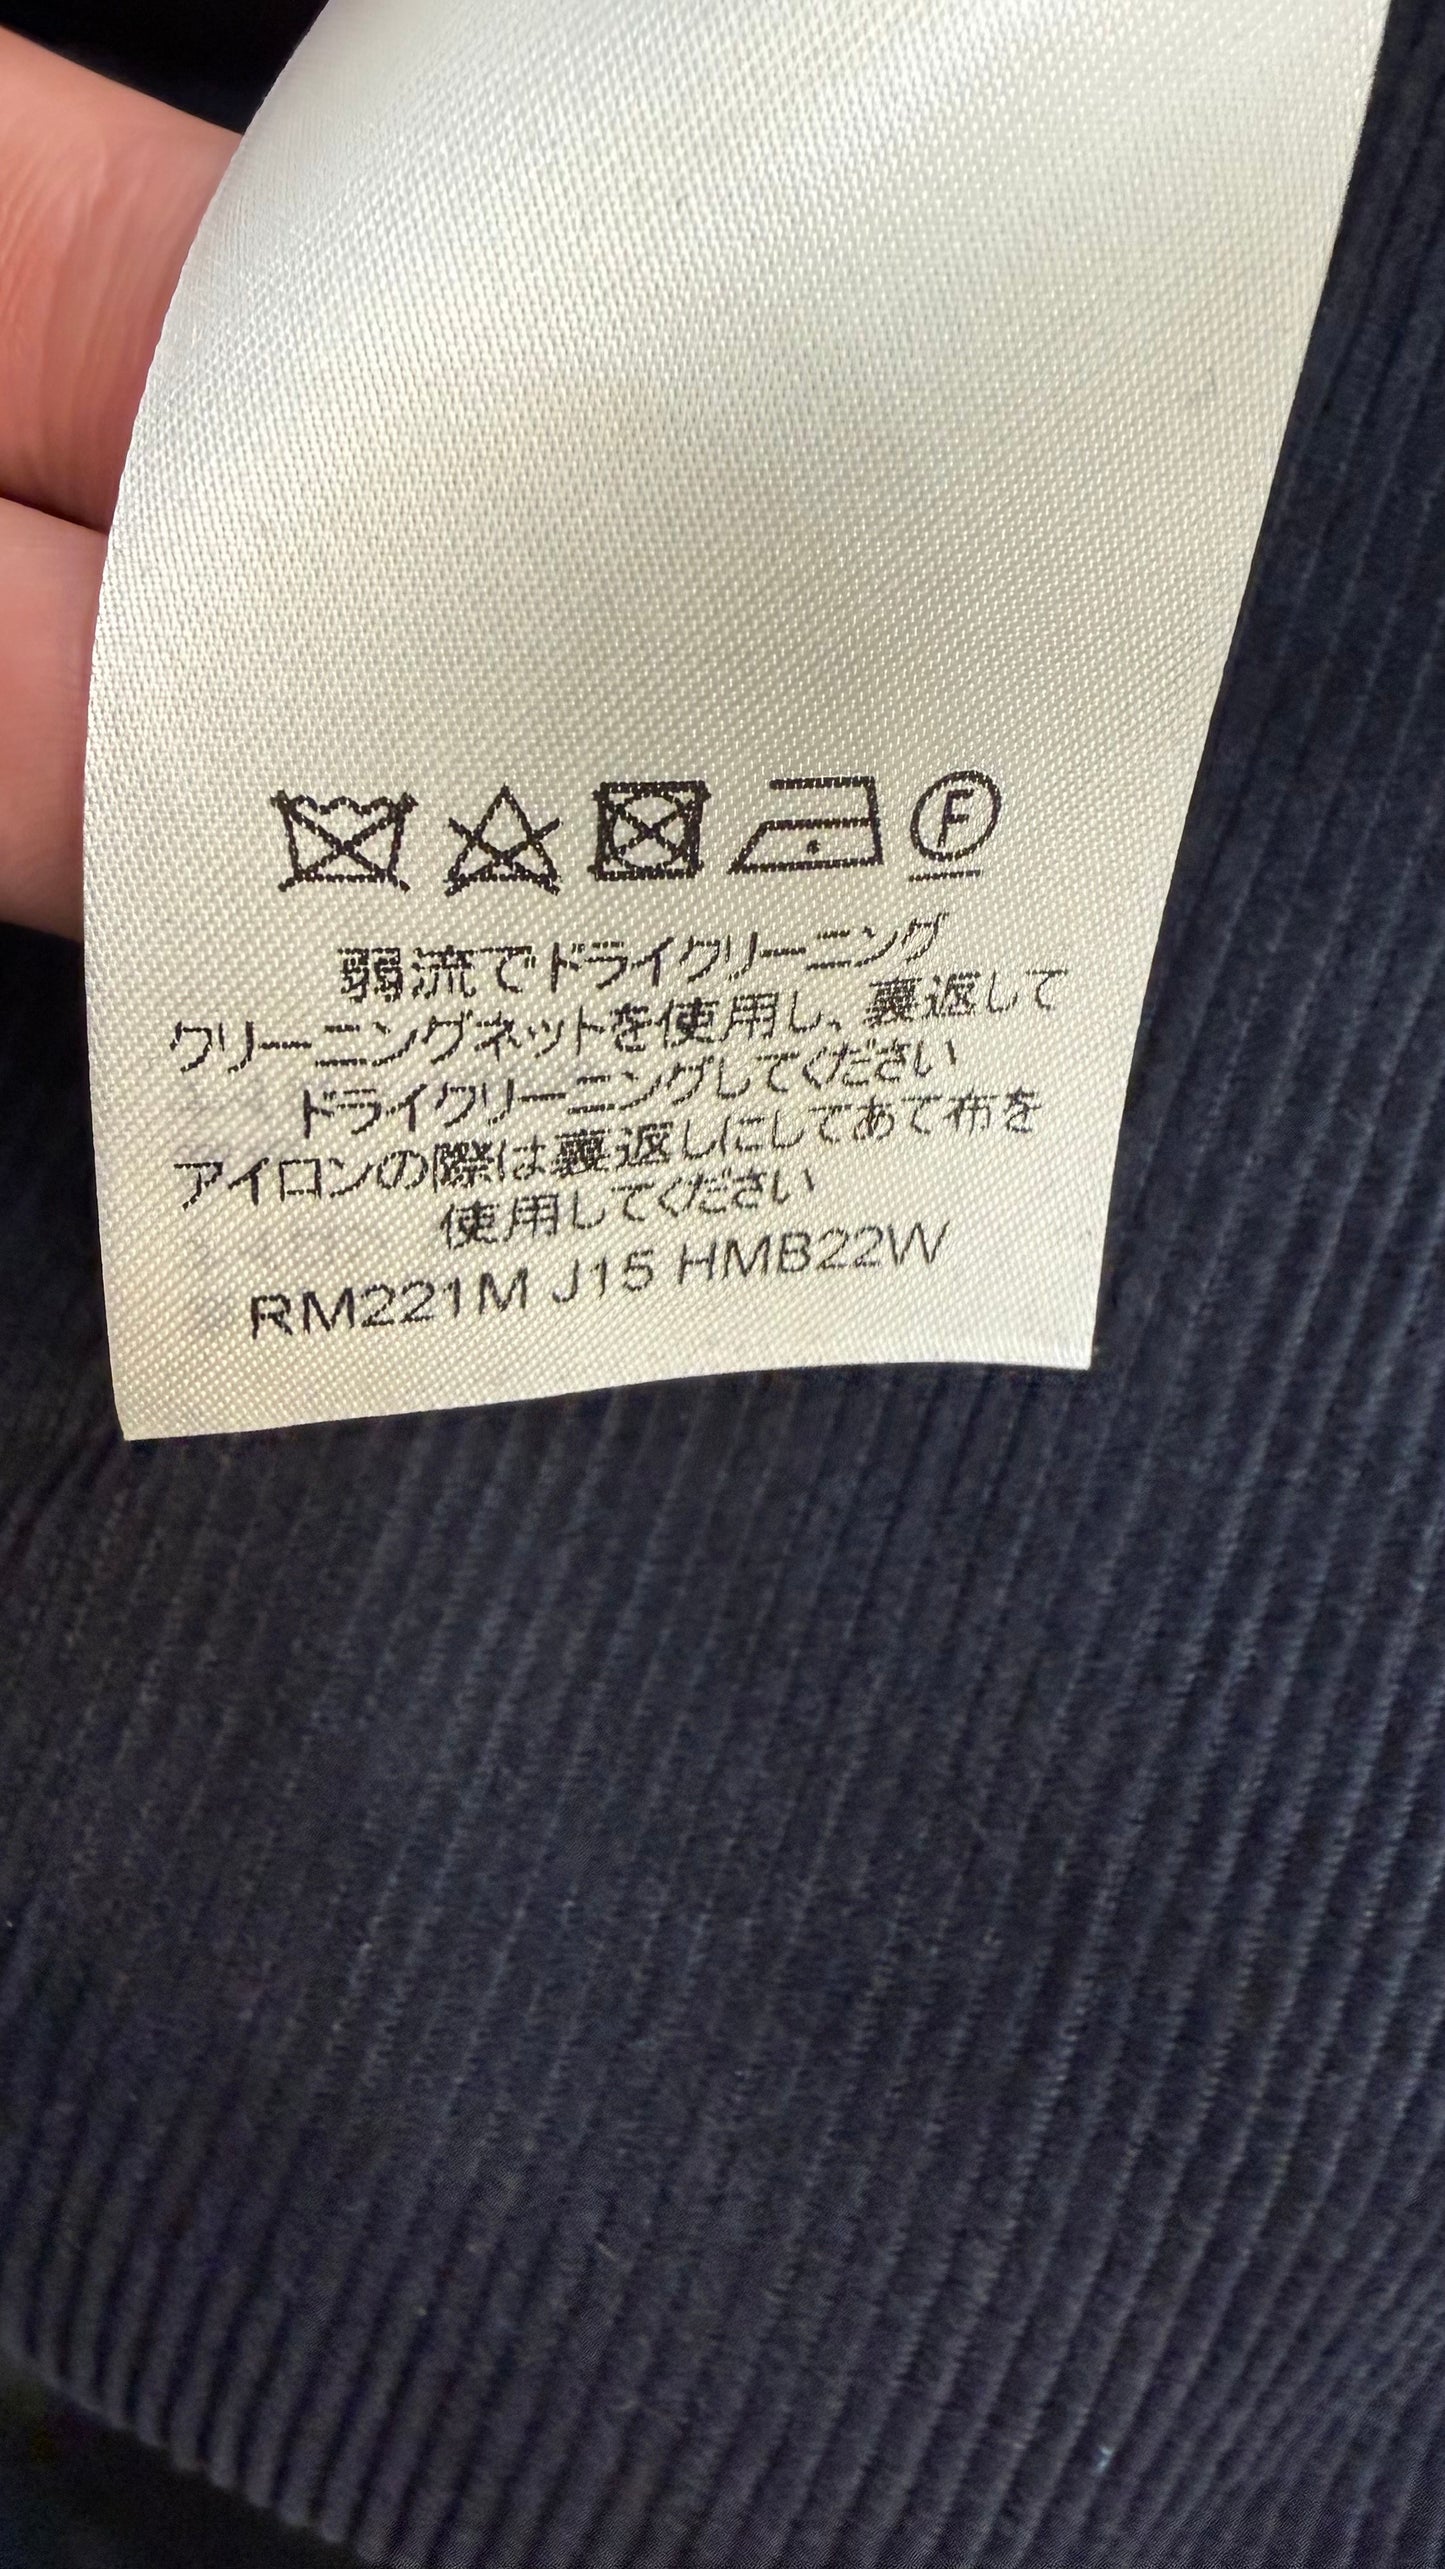 F
弱流でドライクリーニング
クリーニングネットを使用し、裏返して
ドライクリーニングしてください
アイロンの際は裏返しにしてあて布を
使用してください
RM221M J15 HMB22W